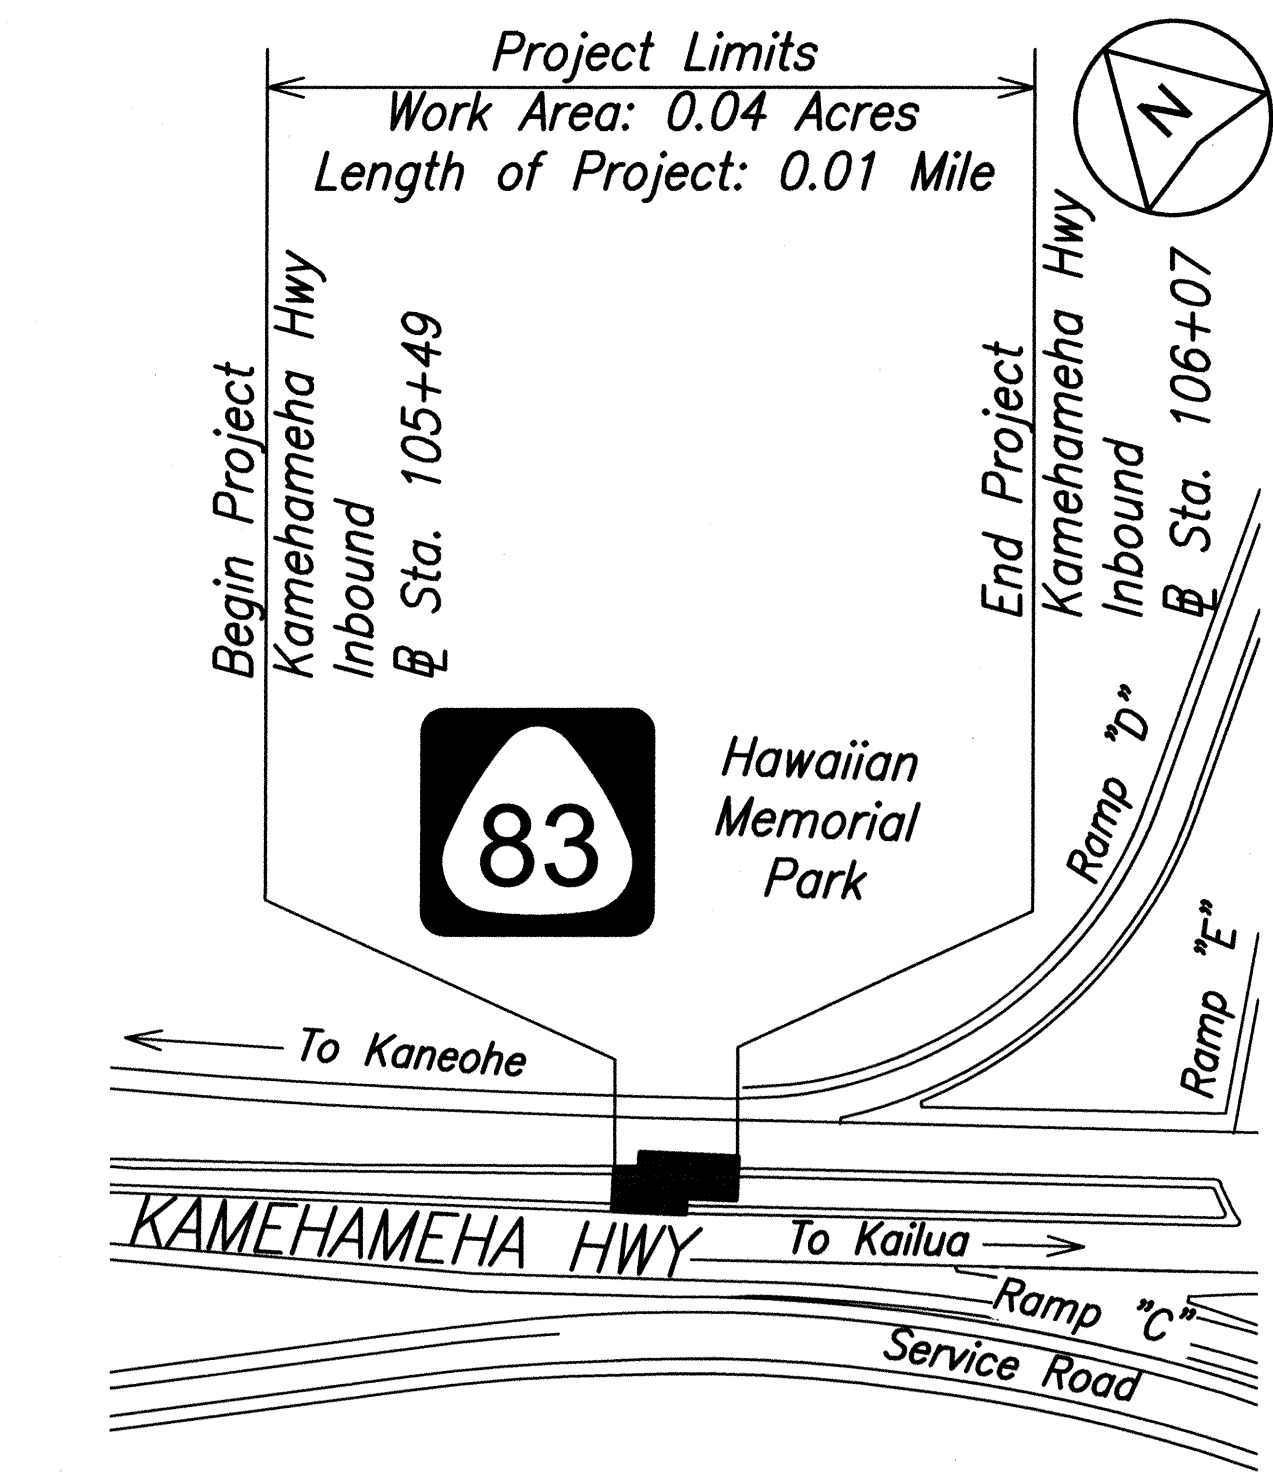 Project Limits
Work Area: 0.04 Acres
Length of Project: 0.01 Mile
N
Begin Project
Kamehameha Hwy
Inbound
BL Sta. 105+49
End Project
Kamehameha Hwy
Inbound
BL Sta. 106+07
83
Hawaiian
Memorial
Park
Ramp "D"
Ramp "E"
To Kaneohe
KAMEHAMEHA HWY
To Kailua
Ramp "C"
Service Road